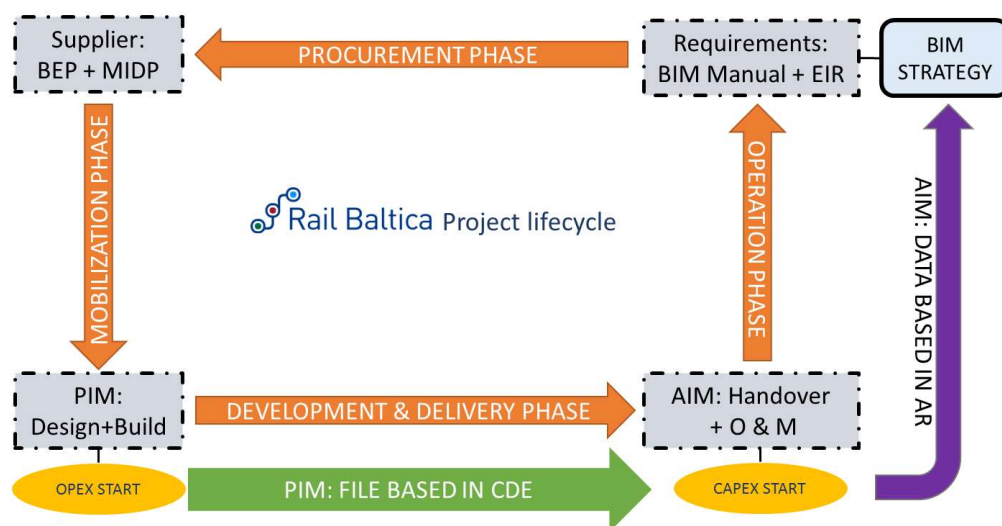 Supplier:
BEP + MIDP
PROCUREMENT PHASE
Requirements:
BIM Manual + EIR
BIM
STRATEGY
MOBILIZATION PHASE
Rail Baltica Project lifecycle
OPERATION PHASE
AIM: DATA BASED IN AR
PIM:
Design+Build
DEVELOPMENT & DELIVERY PHASE
AIM: Handover
+ O & M
OPEX START
PIM: FILE BASED IN CDE
CAPEX START